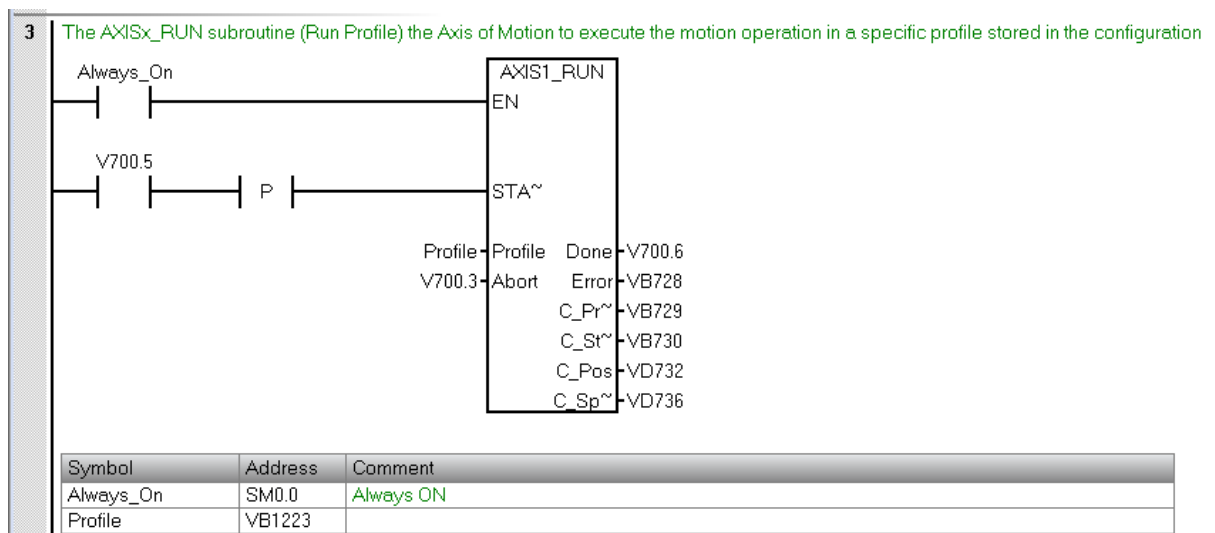 3 The AXISx_RUN subroutine (Run Profile) the Axis of Motion to execute the motion operation in a specific profile stored in the configuration
Always_On AXIS1_RUN
EN
V700.5
P STA~
Profile Profile Done V700.6
V700.3 Abort Error VB728
C_Pr~ VB729
C_St~ VB730
C_Pos VD732
C_Sp~ VD736
Symbol Address Comment
Always_On SM0.0 Always ON
Profile VB1223